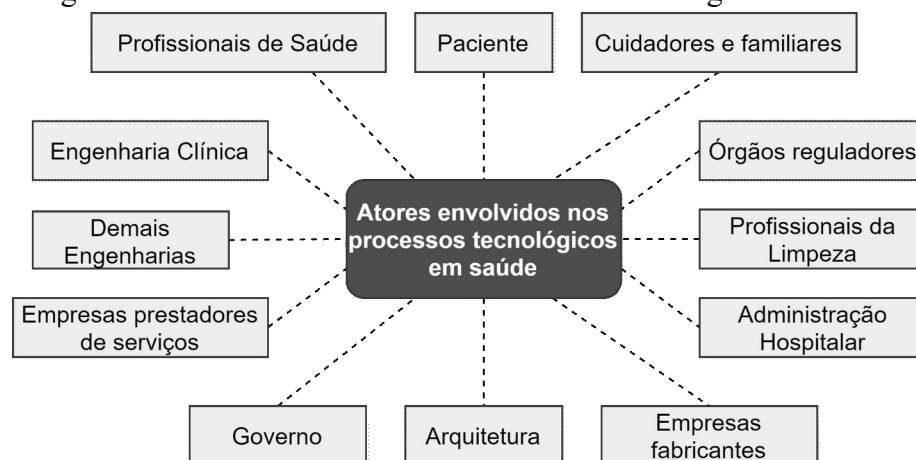 Profissionais de Saúde
Paciente
Cuidadores e familiares
Engenharia Clínica
Órgãos reguladores
Atores envolvidos nos
processos tecnológicos
em saúde
Demais
Engenharias
Profissionais da
Limpeza
Empresas prestadores
de serviços
Administração
Hospitalar
Governo
Arquitetura
Empresas
fabricantes